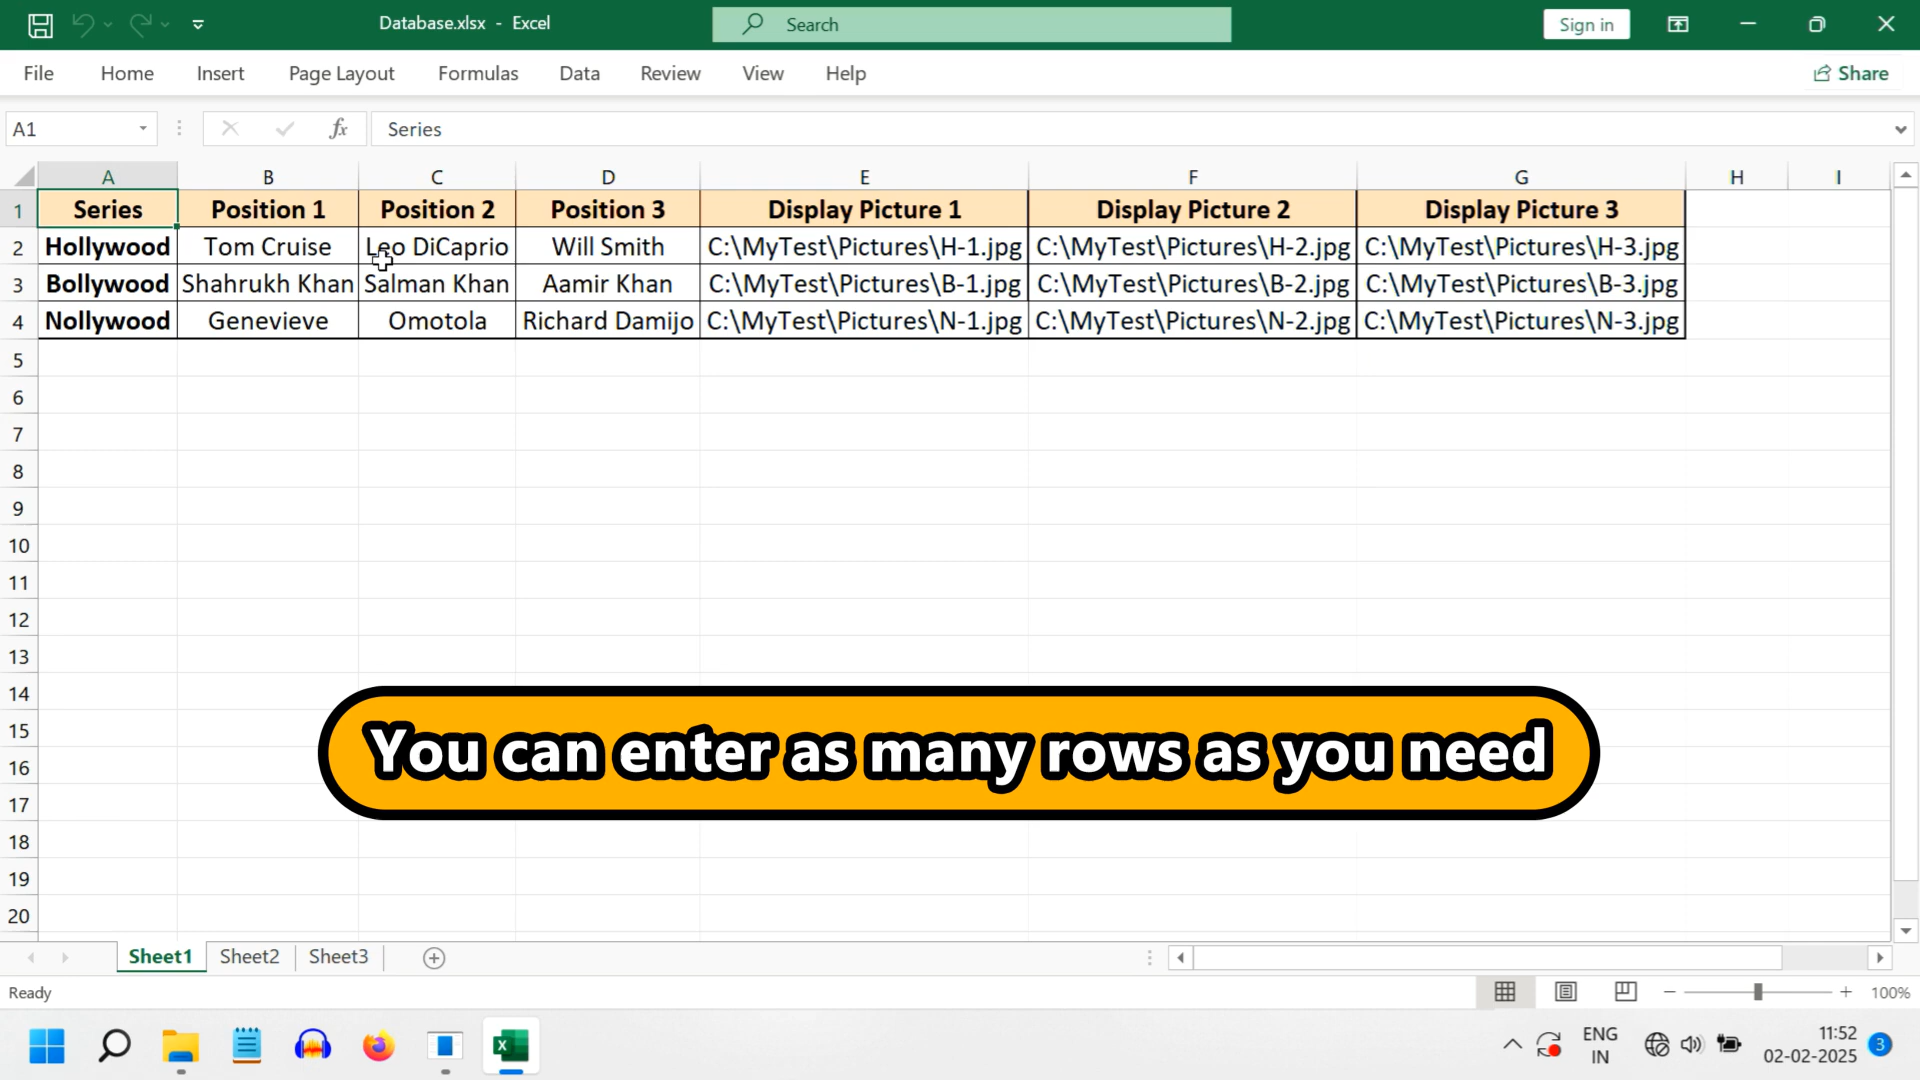 Database.xlsx - Excel
Search
Sign in
File Home Insert Page Layout Formulas Data Review View Help
Share
A1
fx
Series
A B C D E F G H I
1 Series Position 1 Position 2 Position 3 Display Picture 1 Display Picture 2 Display Picture 3
2 Hollywood Tom Cruise Leo DiCaprio Will Smith C:\MyTest\Pictures\H-1.jpg C:\MyTest\Pictures\H-2.jpg C:\MyTest\Pictures\H-3.jpg
3 Bollywood Shahrukh Khan Salman Khan Aamir Khan C:\MyTest\Pictures\B-1.jpg C:\MyTest\Pictures\B-2.jpg C:\MyTest\Pictures\B-3.jpg
4 Nollywood Genevieve Omotola Richard Damijo C:\MyTest\Pictures\N-1.jpg C:\MyTest\Pictures\N-2.jpg C:\MyTest\Pictures\N-3.jpg
5
6
7
8
9
10
11
12
13
14
15
You can enter as many rows as you need
16
17
18
19
20
Sheet1 Sheet2 Sheet3
Ready
100%
ENG
IN
11:52
02-02-2025
3